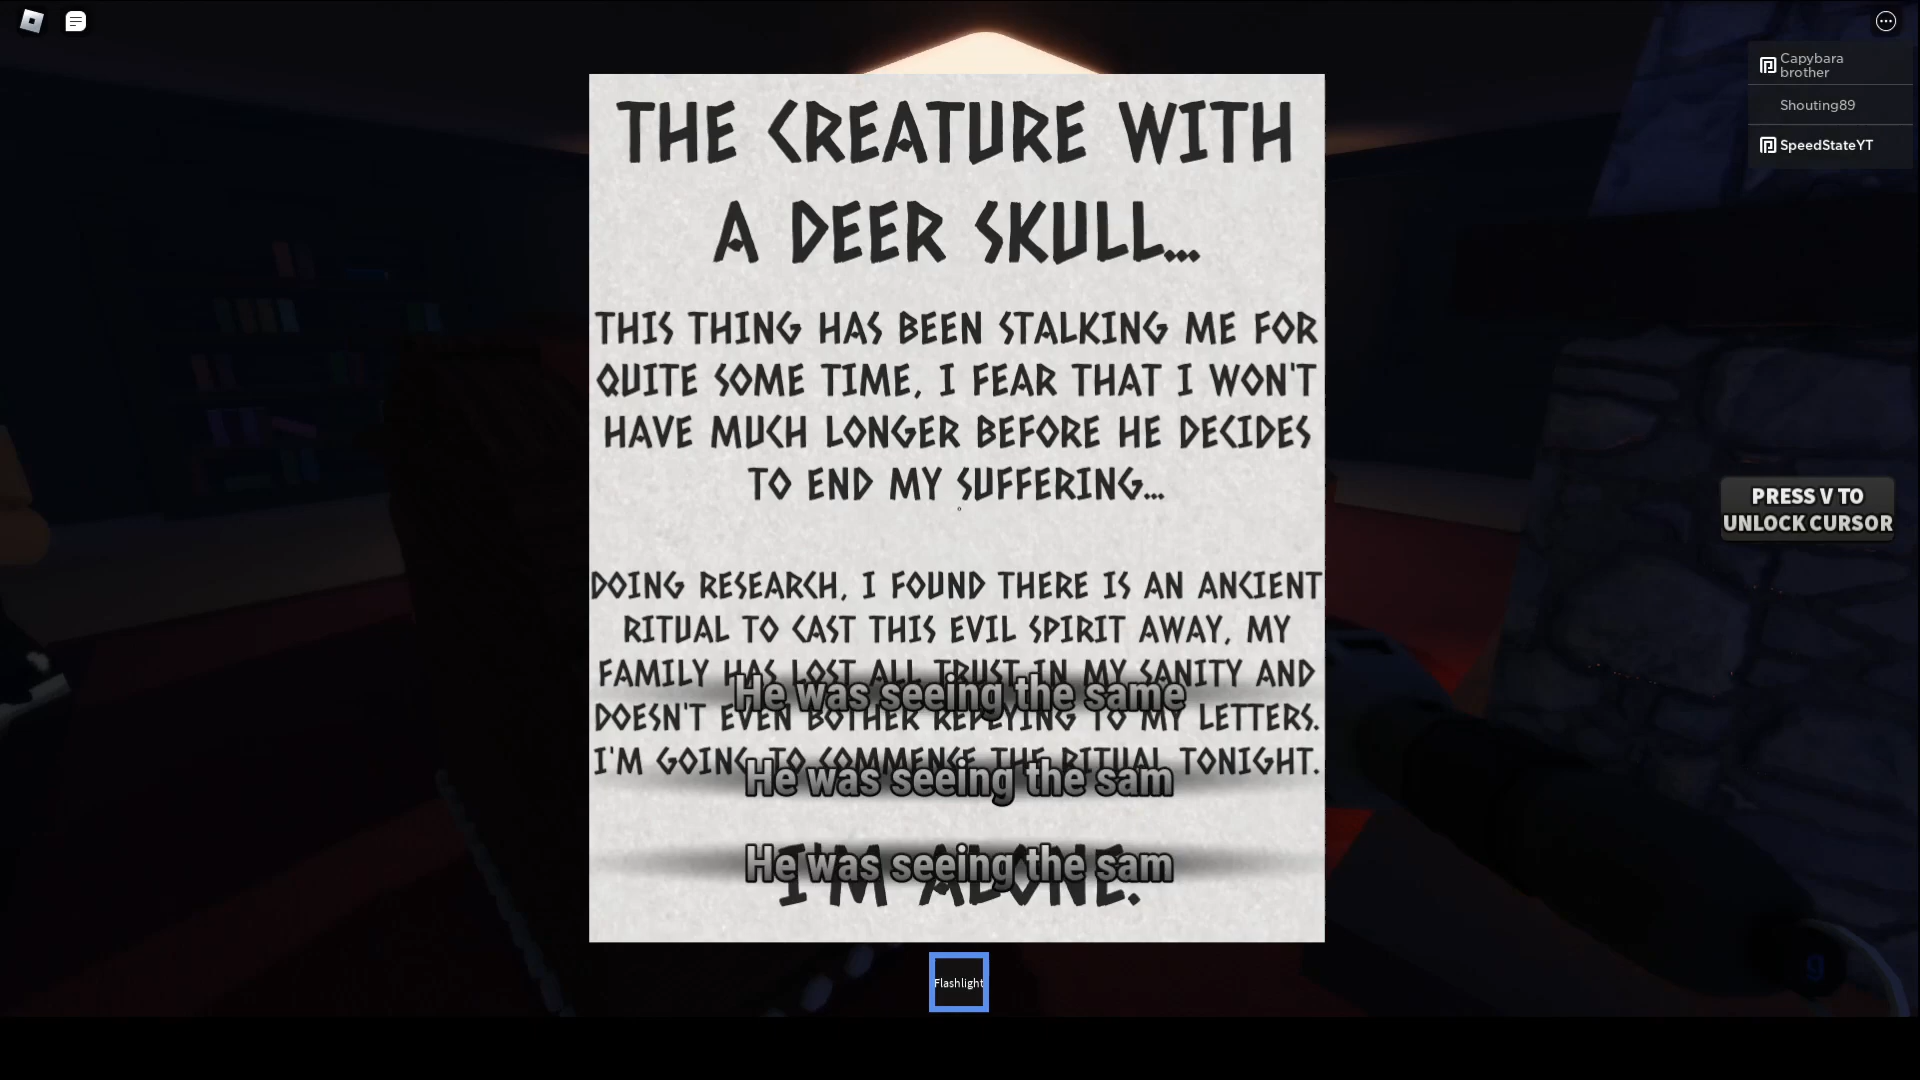 Capybara
brother
Shouting89
SpeedStateYT
THE CREATURE WITH
A DEER SKULL...
THIS THING HAS BEEN STALKING ME FOR
QUITE SOME TIME, I FEAR THAT I WON'T
HAVE MUCH LONGER BEFORE HE DECIDES
TO END MY SUFFERING...
PRESS V TO
UNLOCK CURSOR
DOING RESEARCH, I FOUND THERE IS AN ANCIENT
RITUAL TO CAST THIS EVIL SPIRIT AWAY, MY
FAMILY HAS LOST ALL TRUST IN MY SANITY AND
He was seeing the same
DOESN'T EVEN BOTHER REPLYING TO MY LETTERS.
I'M GOING TO COMMENCE THE RITUAL TONIGHT.
He was seeing the sam
He was seeing the sam
I'M ALONE.
Flashlight
9